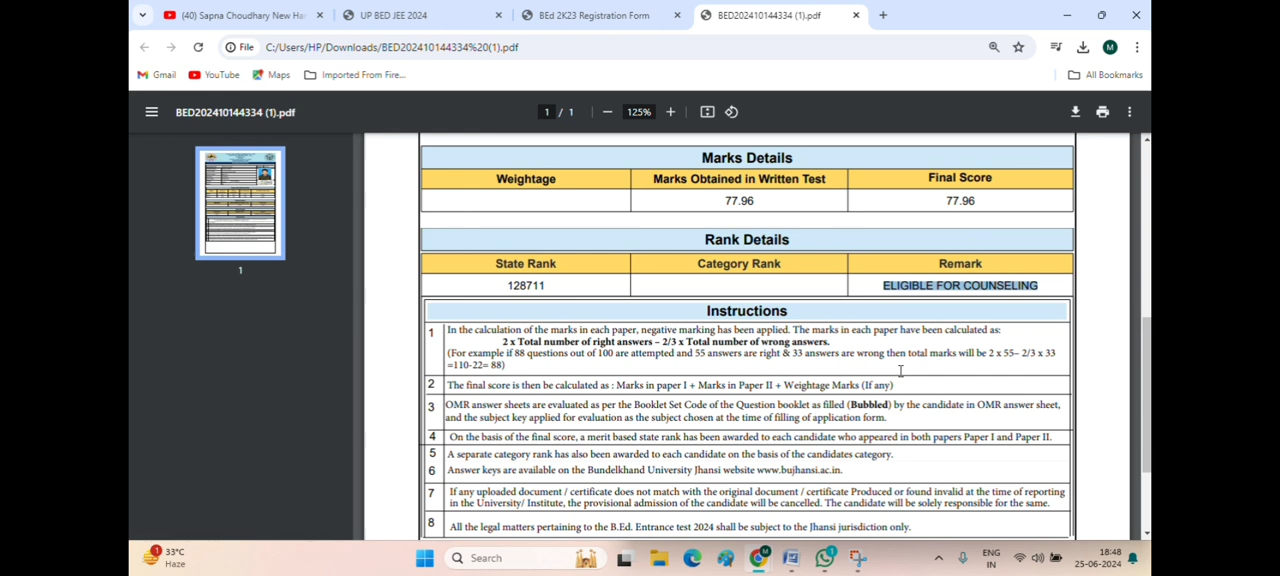 (40) Sapna Choudhary New Har
UP BED JEE 2024
BEd 2K23 Registration Form
BED202410144334 (1).pdf
File
C:/Users/HP/Downloads/BED202410144334%20(1).pdf
M
Gmail
YouTube
Maps
Imported From Fire...
All Bookmarks
BED202410144334 (1).pdf
1 / 1
125%
1
Marks Details
Weightage Marks Obtained in Written Test Final Score
77.96 77.96
Rank Details
State Rank Category Rank Remark
128711 ELIGIBLE FOR COUNSELING
Instructions
1 In the calculation of the marks in each paper, negative marking has been applied. The marks in each paper have been calculated as:
2 x Total number of right answers – 2/3 x Total number of wrong answers.
(For example if 88 questions out of 100 are attempted and 55 answers are right & 33 answers are wrong then total marks will be 2 x 55– 2/3 x 33
=110-22= 88)
2 The final score is then be calculated as : Marks in paper I + Marks in Paper II + Weightage Marks (If any)
3 OMR answer sheets are evaluated as per the Booklet Set Code of the Question booklet as filled (Bubbled) by the candidate in OMR answer sheet,
and the subject key applied for evaluation as the subject chosen at the time of filling of application form.
4 On the basis of the final score, a merit based state rank has been awarded to each candidate who appeared in both papers Paper I and Paper II.
5 A separate category rank has also been awarded to each candidate on the basis of the candidates category.
6 Answer keys are available on the Bundelkhand University Jhansi website www.bujhansi.ac.in.
7 If any uploaded document / certificate does not match with the original document / certificate Produced or found invalid at the time of reporting
in the University/ Institute, the provisional admission of the candidate will be cancelled. The candidate will be solely responsible for the same.
8 All the legal matters pertaining to the B.Ed. Entrance test 2024 shall be subject to the Jhansi jurisdiction only.
1
33°C
Haze
Search
1
ENG
IN
18:48
25-06-2024